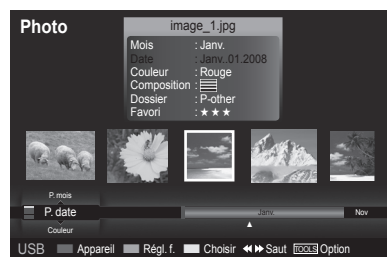 Photo
image_1.jpg
Mois : Janv.
Date : Janv..01.2008
Couleur : Rouge
Composition :
Dossier : P-other
Favori : ★ ★ ★
P. mois
P. date
Janv.
Nov
Couleur
USB Appareil Régl. f. Choisir ◄◄ ►► Saut TOOLS Option